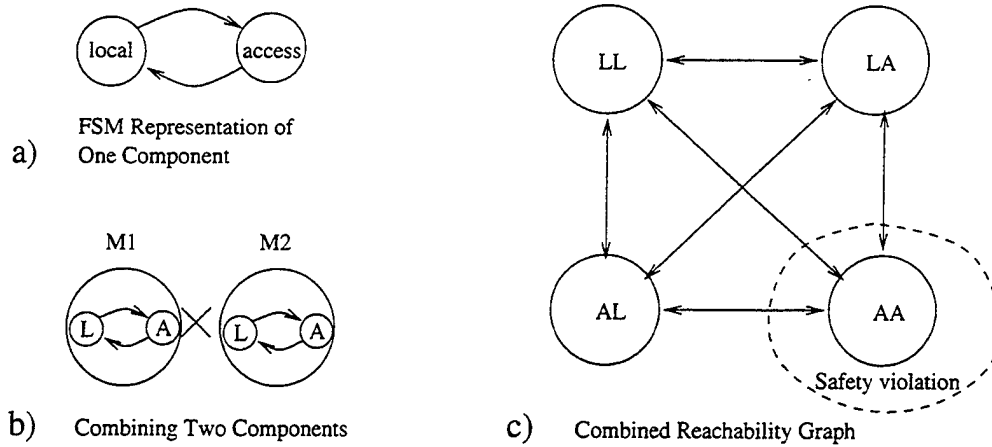 local
access
a)
FSM Representation of
One Component
M1
M2
L
A
L
A
b)
Combining Two Components
LL
LA
AL
AA
Safety violation
c)
Combined Reachability Graph